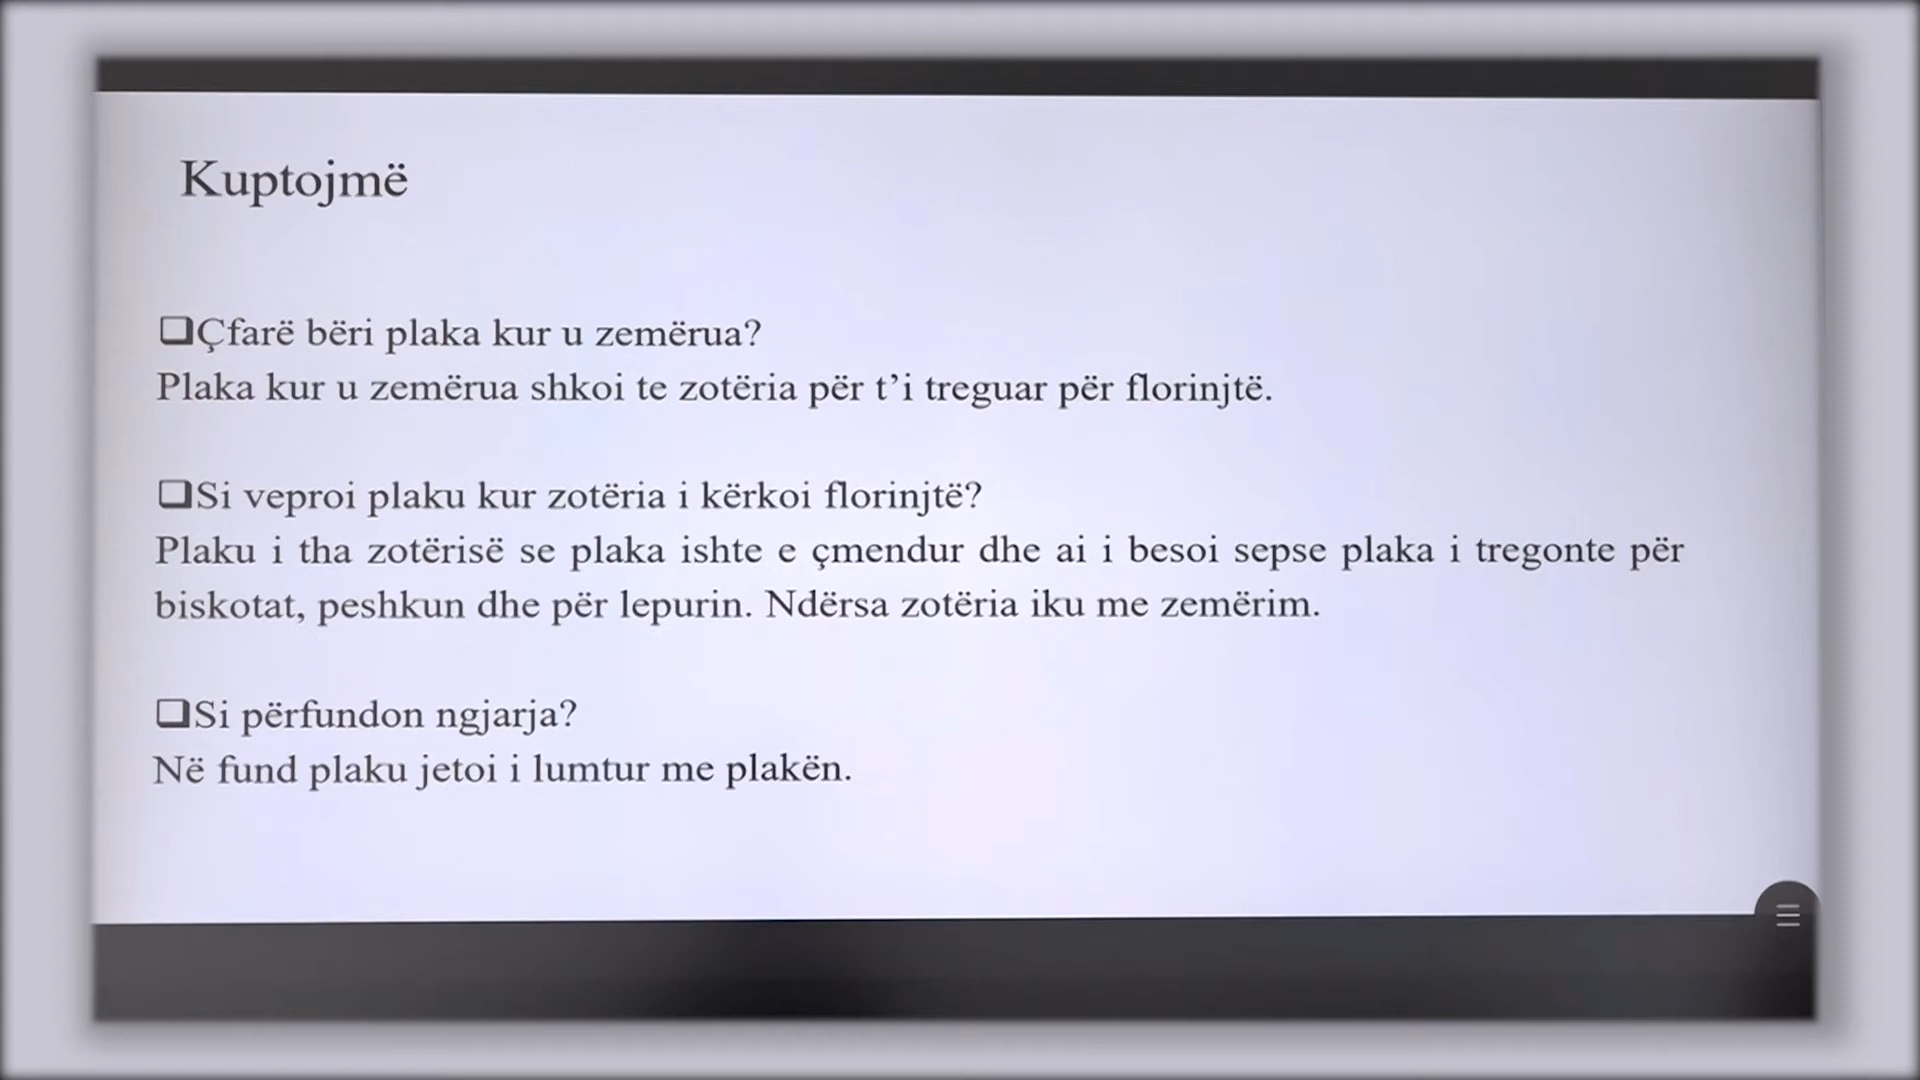 Kuptojmë
❑Çfarë bëri plaka kur u zemërua?
Plaka kur u zemërua shkoi te zotëria për t’i treguar për florinjtë.
❑Si veproi plaku kur zotëria i kërkoi florinjtë?
Plaku i tha zotërisë se plaka ishte e çmendur dhe ai i besoi sepse plaka i tregonte për
biskotat, peshkun dhe për lepurin. Ndërsa zotëria iku me zemërim.
❑Si përfundon ngjarja?
Në fund plaku jetoi i lumtur me plakën.